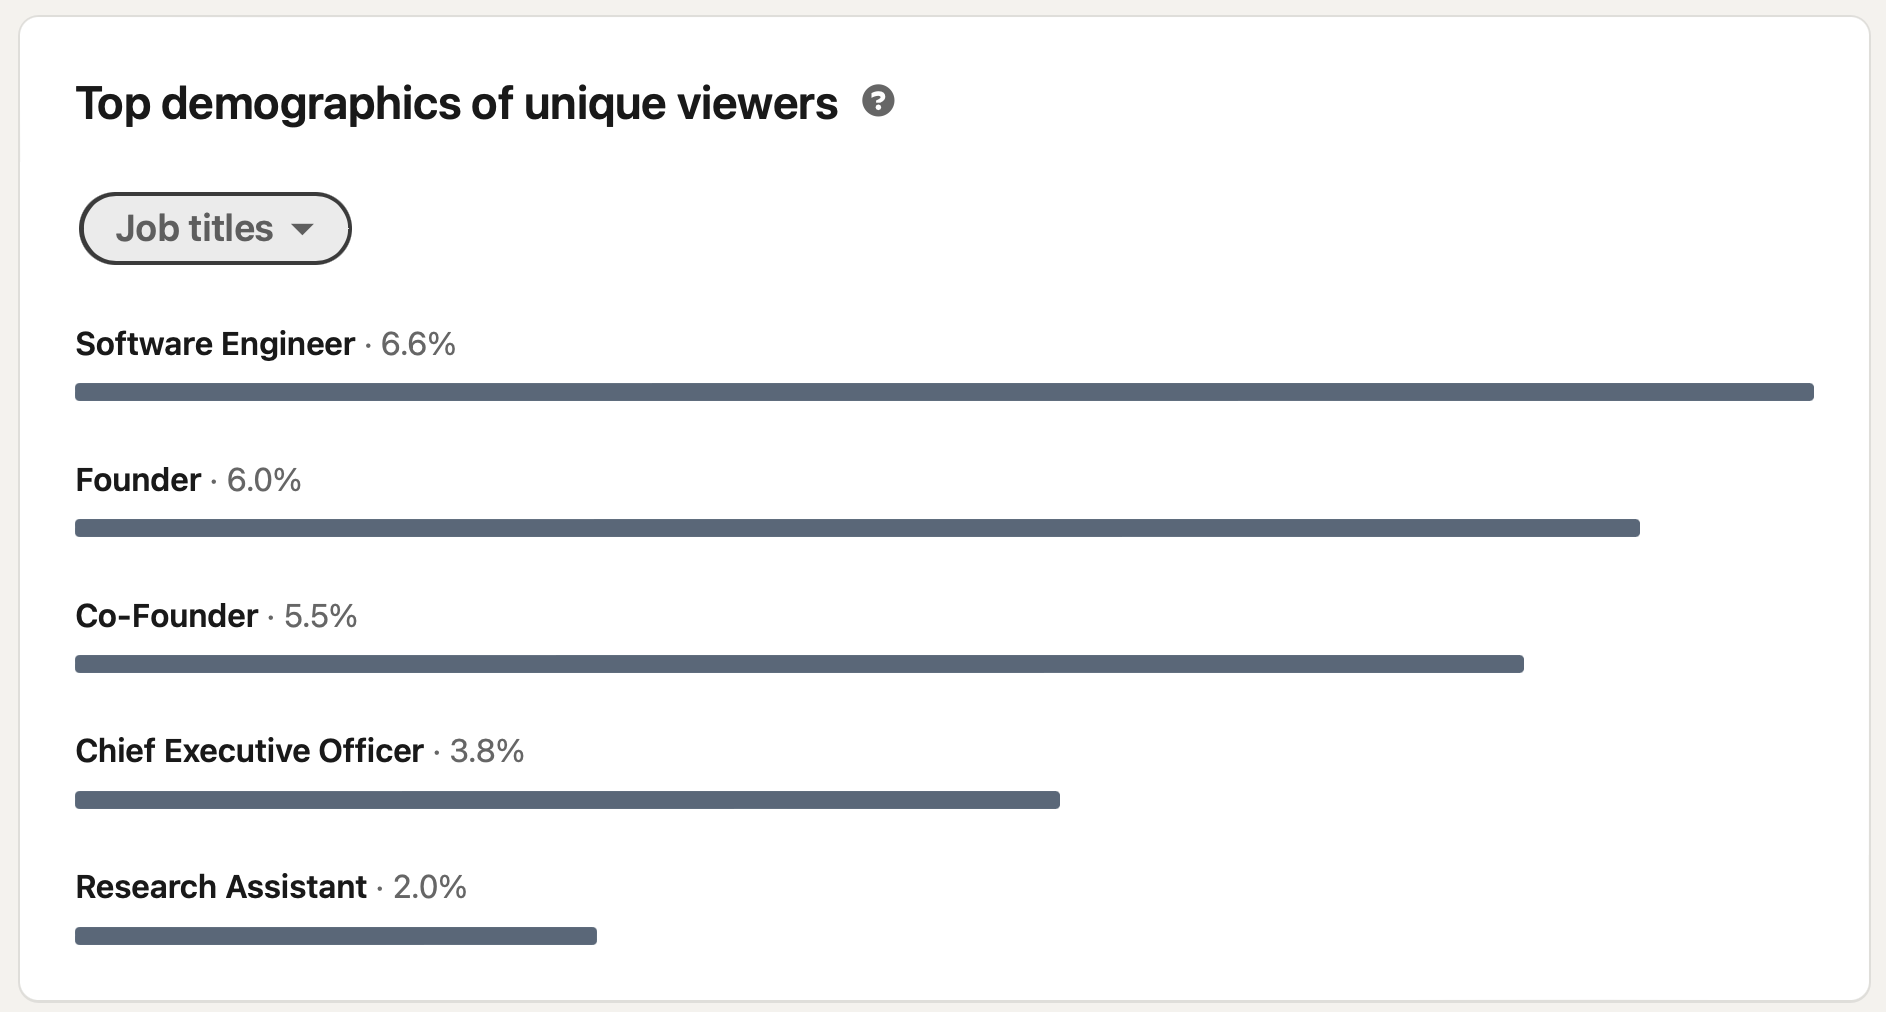 Top demographics of unique viewers ?
Job titles
Software Engineer · 6.6%
Founder · 6.0%
Co-Founder · 5.5%
Chief Executive Officer · 3.8%
Research Assistant · 2.0%